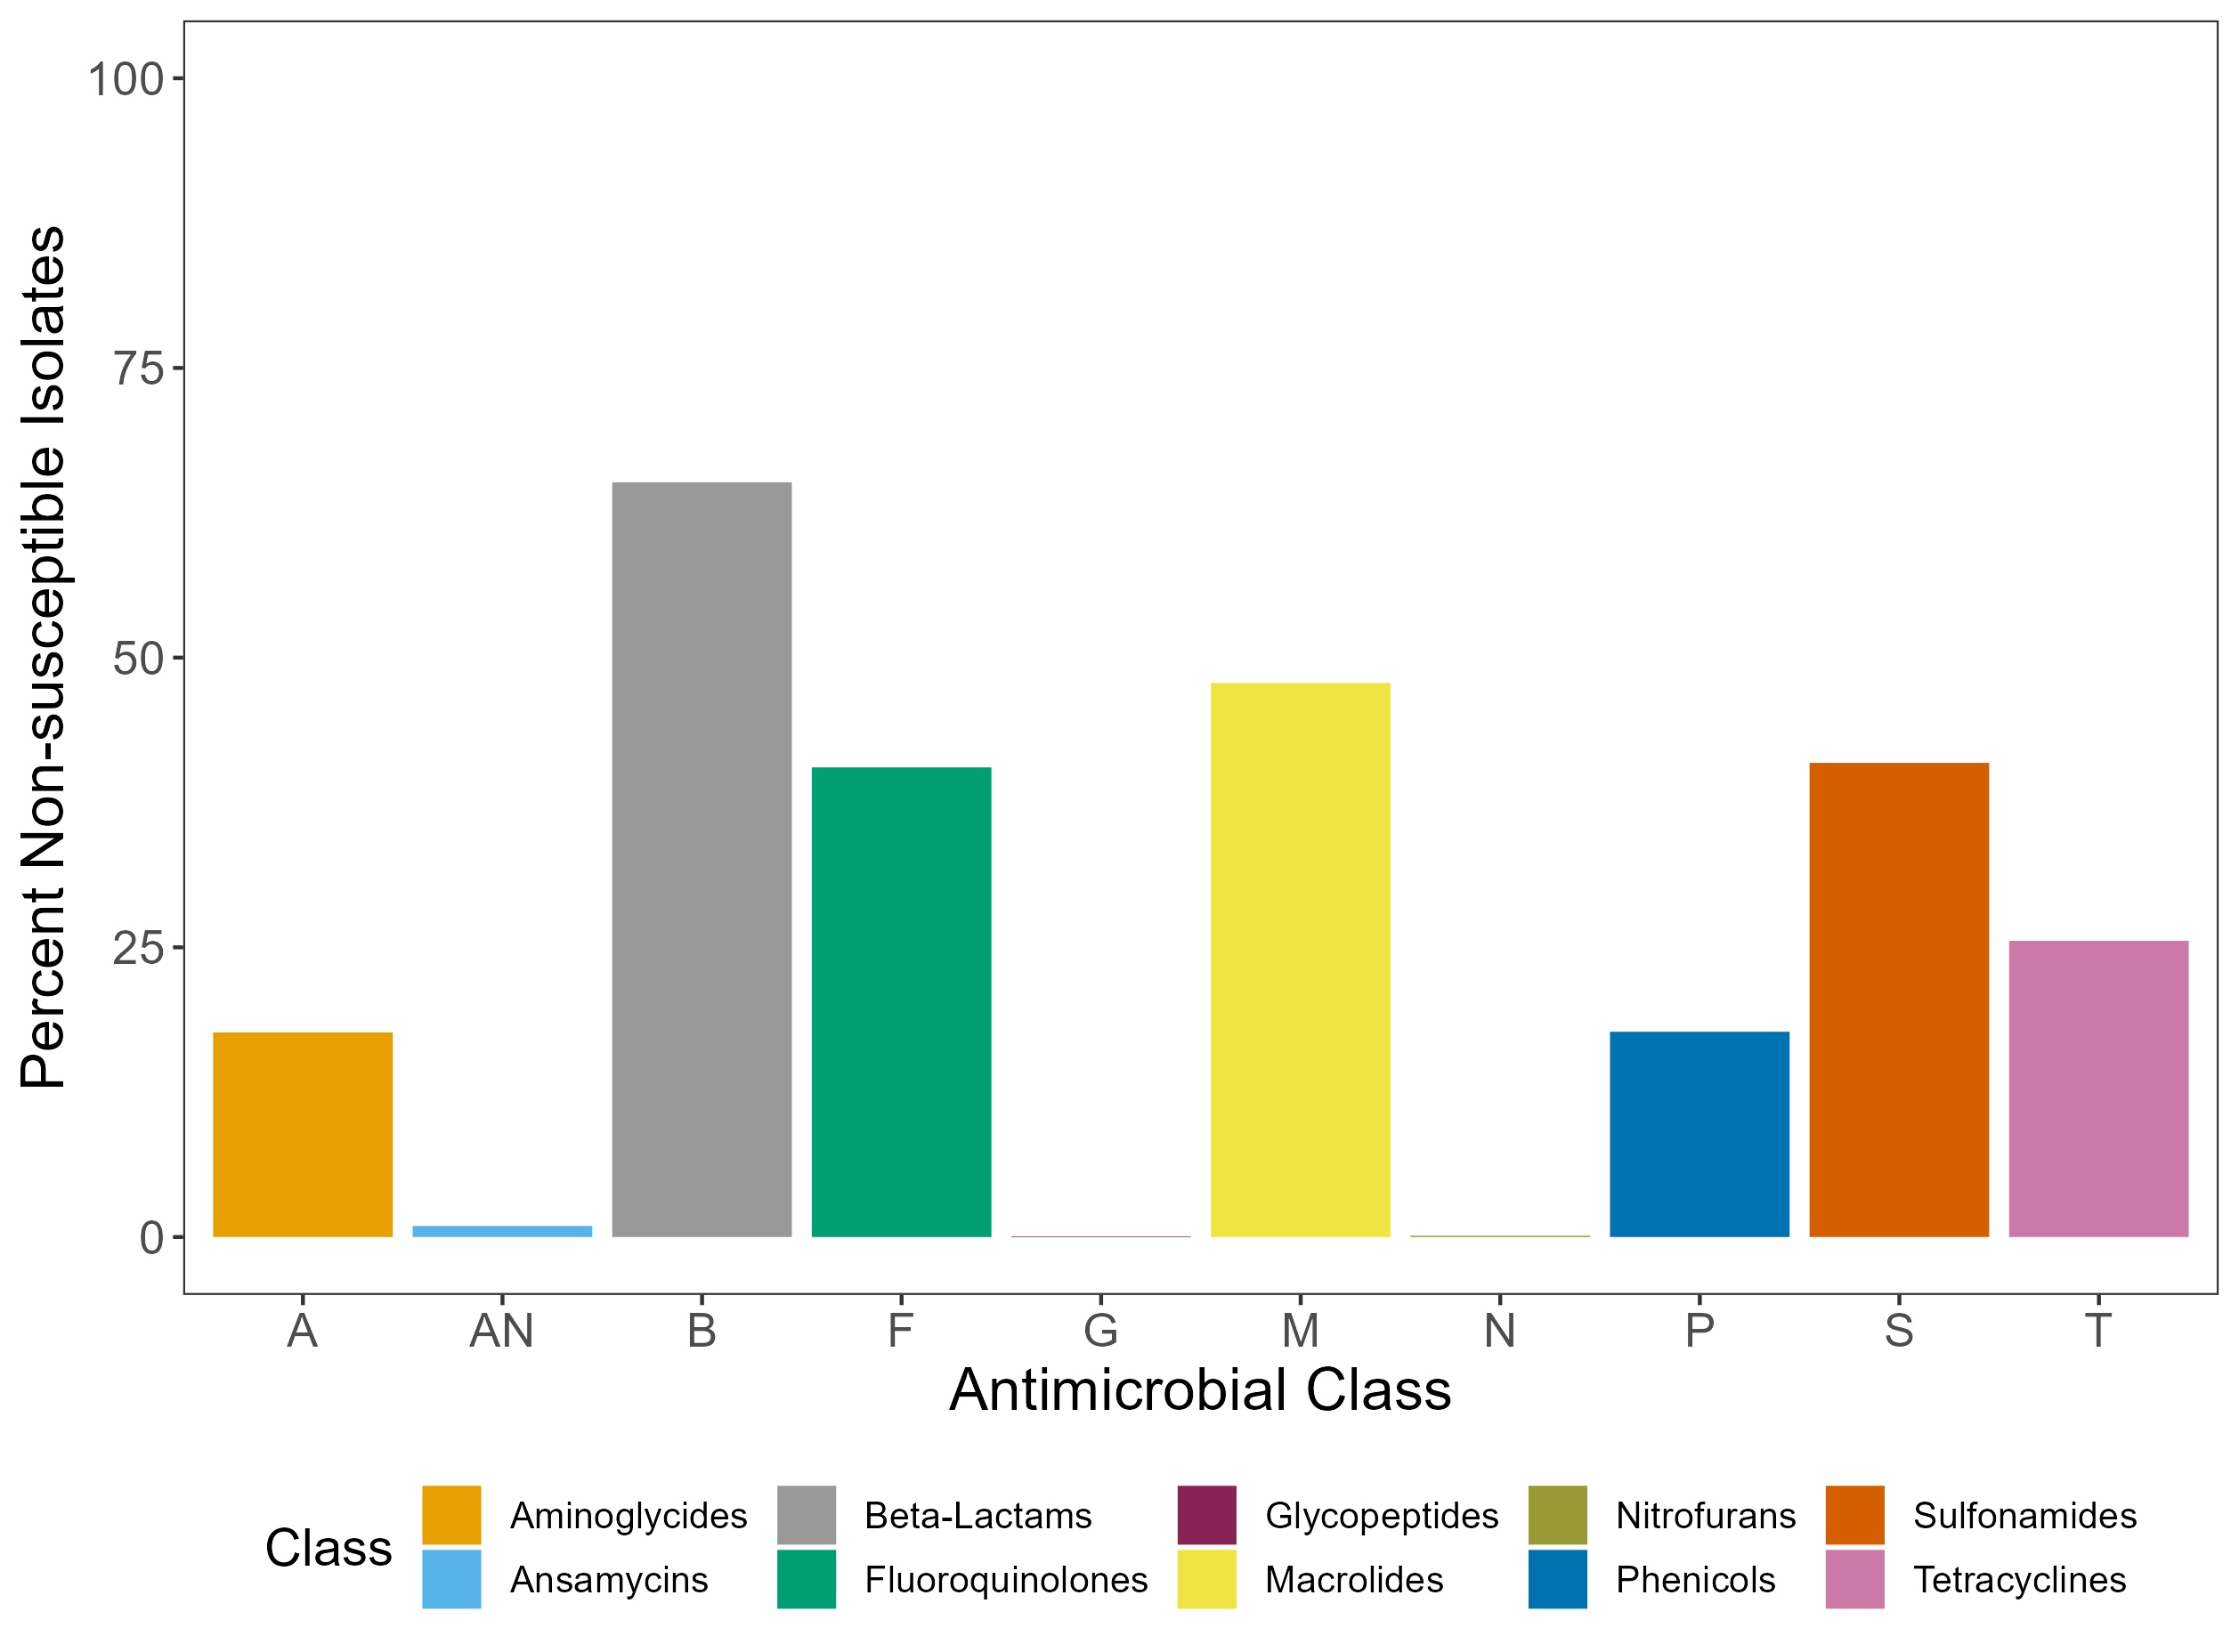 Percent Non-susceptible Isolates
100
75
50
25
0
A AN B F G M N P S T
Antimicrobial Class
Class
Aminoglycides Beta-Lactams Glycopeptides Nitrofurans Sulfonamides
Ansamycins Fluoroquinolones Macrolides Phenicols Tetracyclines